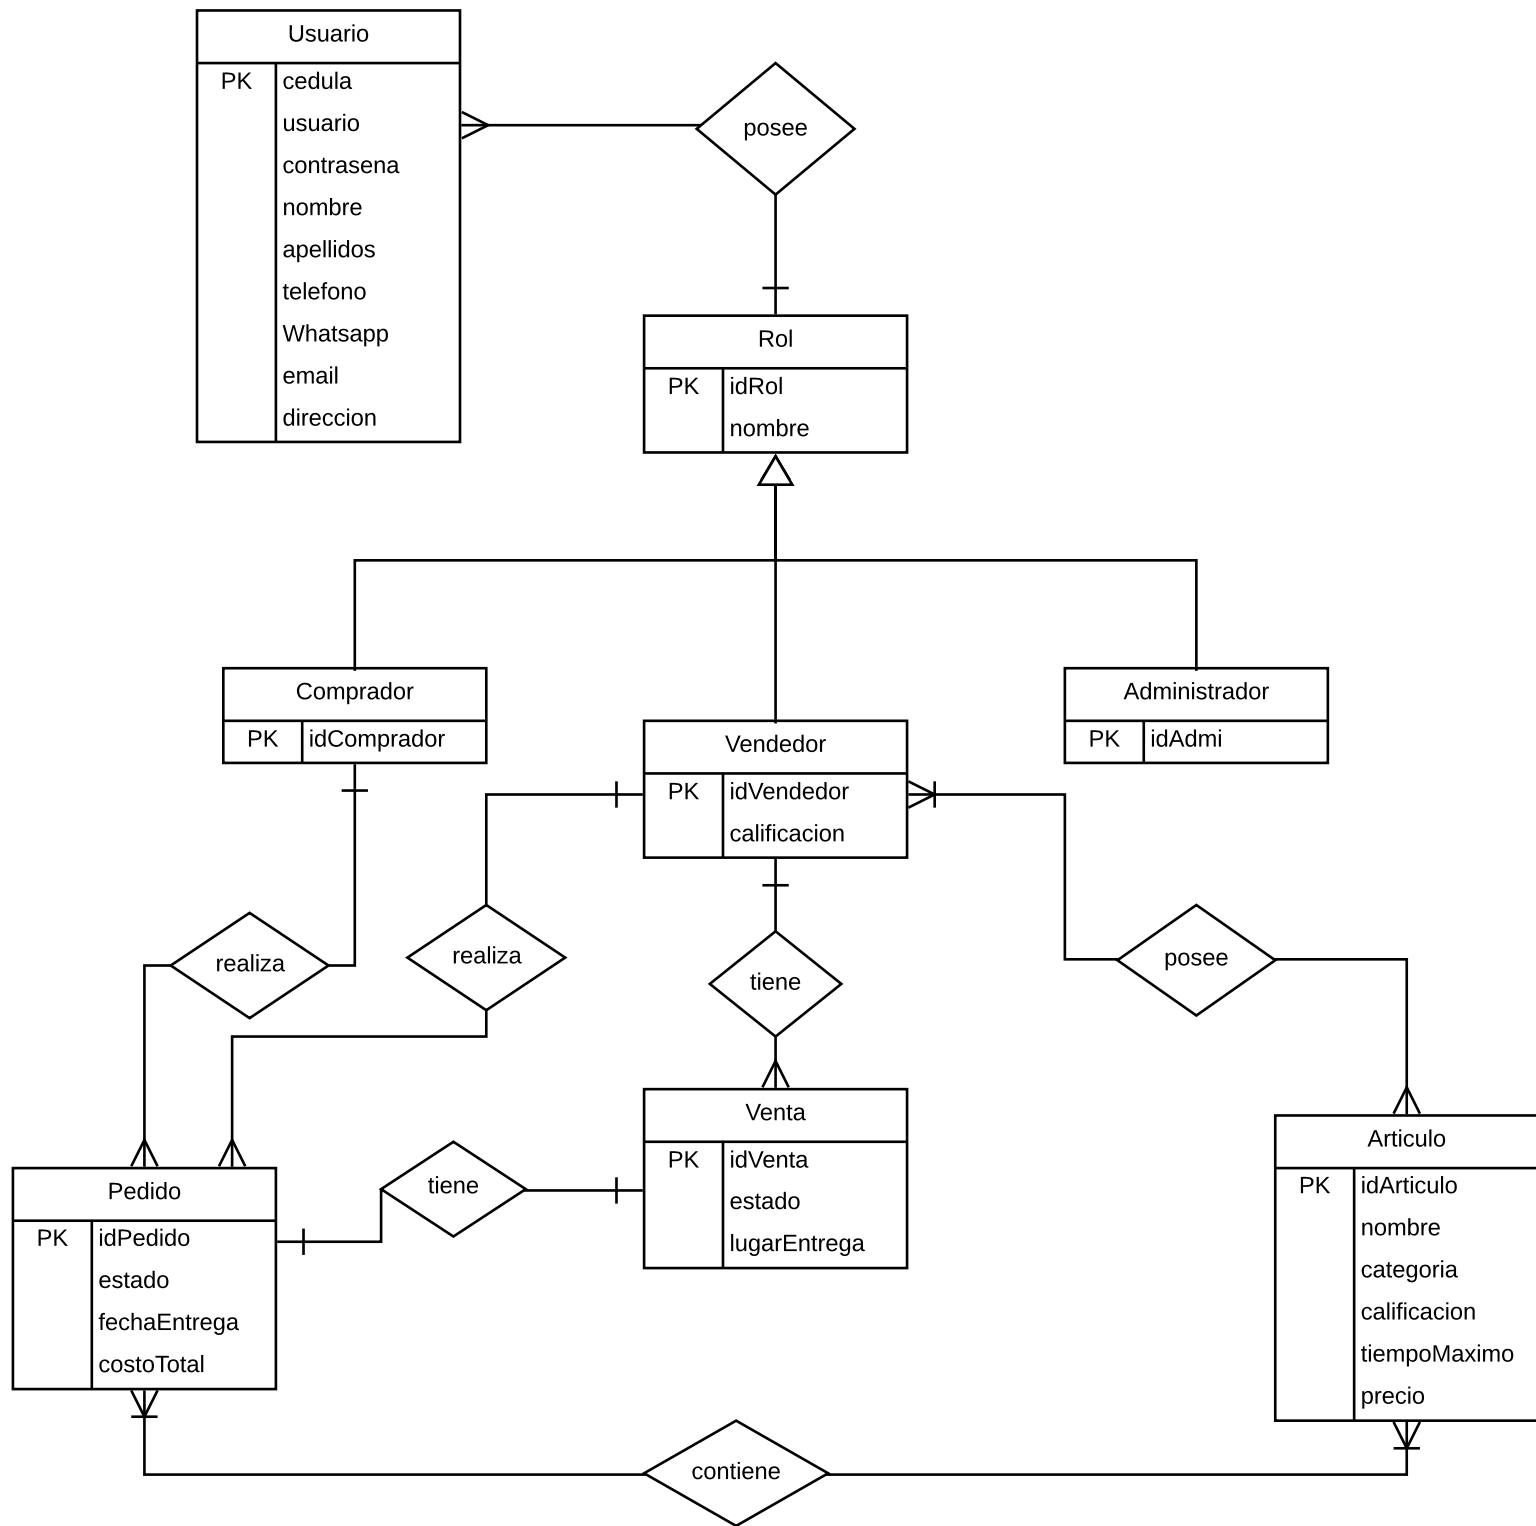 Usuario
PK cedula
usuario
contrasena
nombre
apellidos
telefono
Whatsapp
email
direccion
posee
Rol
PK idRol
nombre
Comprador
PK idComprador
Vendedor
PK idVendedor
calificacion
Administrador
PK idAdmi
realiza
realiza
tiene
posee
Venta
PK idVenta
estado
lugarEntrega
tiene
Pedido
PK idPedido
estado
fechaEntrega
costoTotal
Articulo
PK idArticulo
nombre
categoria
calificacion
tiempoMaximo
precio
contiene